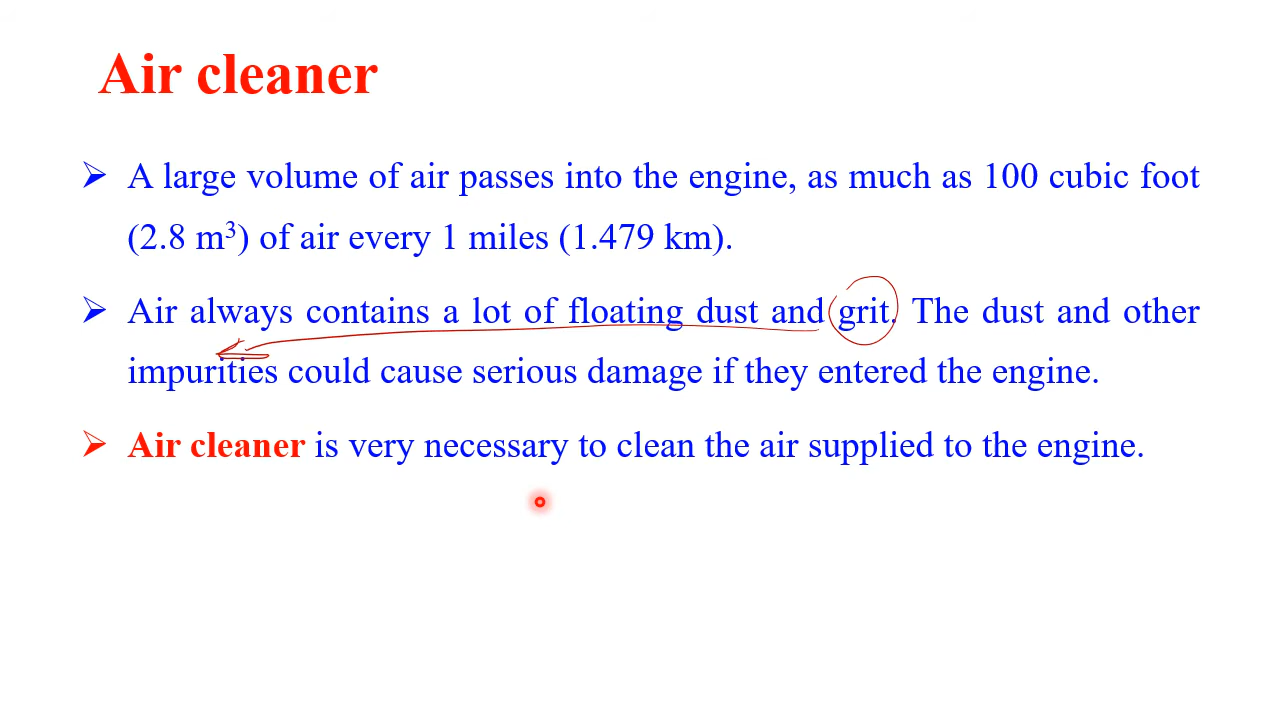 Air cleaner
➢ A large volume of air passes into the engine, as much as 100 cubic foot
(2.8 m³) of air every 1 miles (1.479 km).
➢ Air always contains a lot of floating dust and grit. The dust and other
impurities could cause serious damage if they entered the engine.
➢ Air cleaner is very necessary to clean the air supplied to the engine.